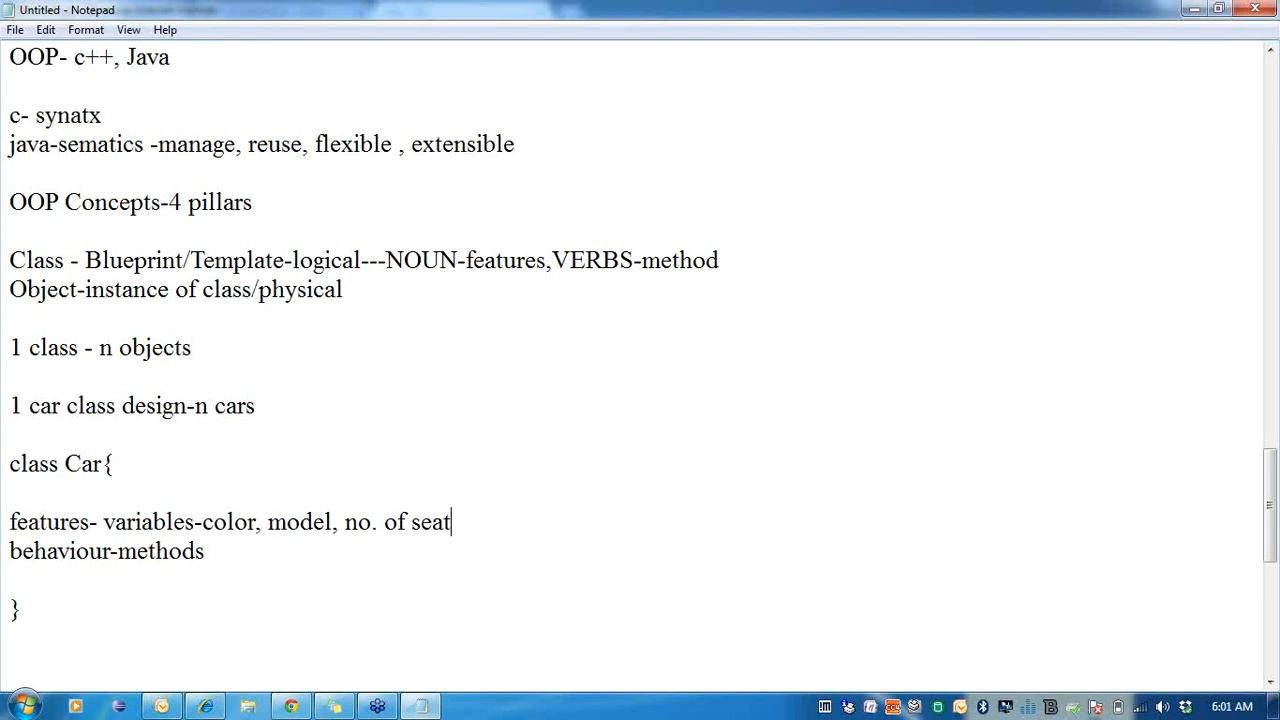 Untitled - Notepad
File Edit Format View Help
OOP- c++, Java
c- synatx
java-sematics -manage, reuse, flexible , extensible
OOP Concepts-4 pillars
Class - Blueprint/Template-logical---NOUN-features,VERBS-method
Object-instance of class/physical
1 class - n objects
1 car class design-n cars
class Car{
features- variables-color, model, no. of seat
behaviour-methods
}
6:01 AM